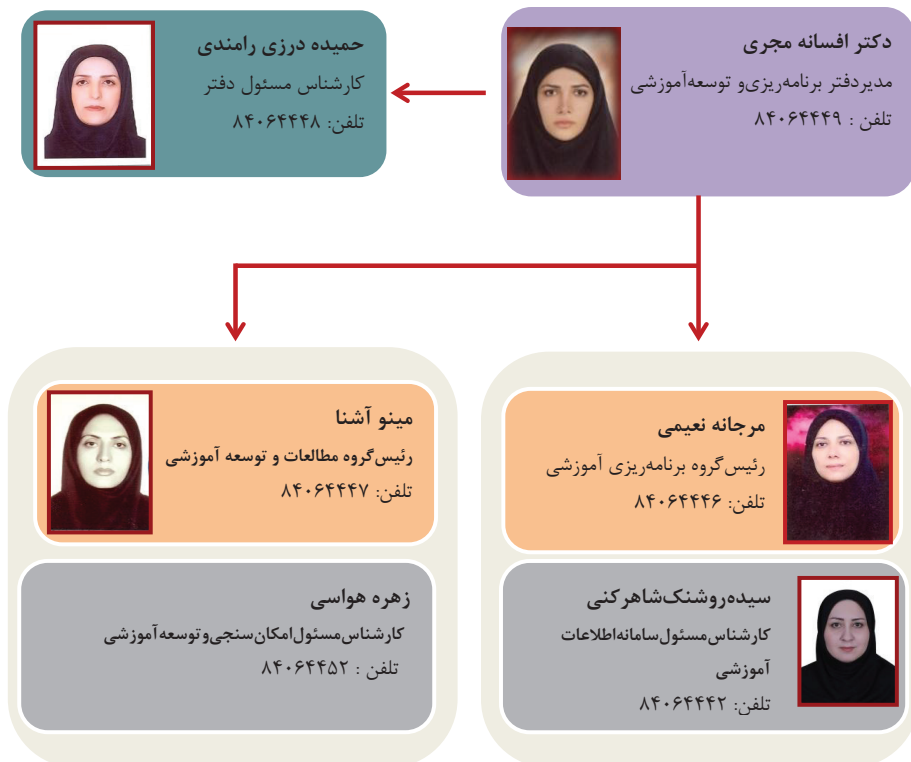 دکتر افسانه مجری
مدیردفتر برنامه‌ریزی‌و توسعه‌آموزشی
تلفن : ۸۴۰۶۴۴۴۹
حمیده درزی رامندی
کارشناس مسئول دفتر
تلفن: ۸۴۰۶۴۴۴۸
مرجانه نعیمی
رئیس‌گروه برنامه‌ریزی آموزشی
تلفن: ۸۴۰۶۴۴۴۶
سیده‌روشنک‌شاهرکنی
کارشناس‌مسئول‌سامانه‌اطلاعات
آموزشی
تلفن: ۸۴۰۶۴۴۴۲
مینو آشنا
رئیس‌گروه مطالعات و توسعه آموزشی
تلفن: ۸۴۰۶۴۴۴۷
زهره هواسی
کارشناس‌مسئول‌امکان‌سنجی‌وتوسعه‌آموزشی
تلفن : ۸۴۰۶۴۴۵۲